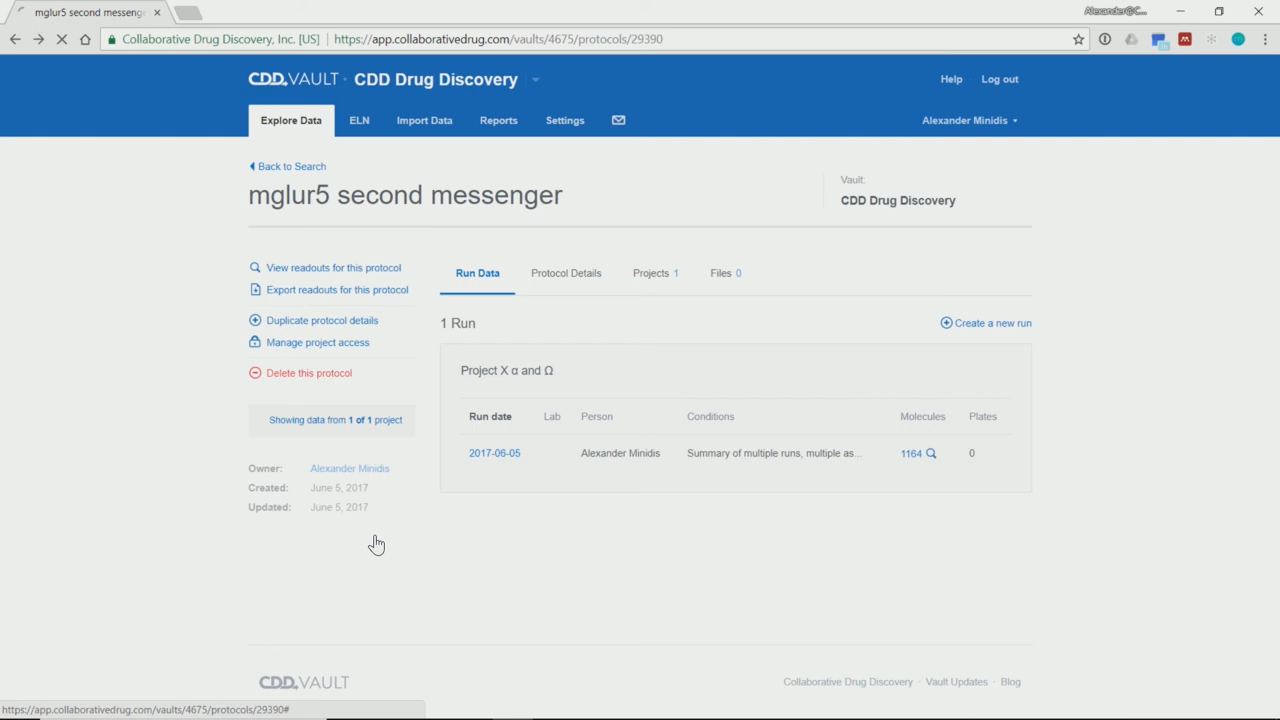 mglur5 second messenge
Alexander@C...
Collaborative Drug Discovery, Inc. [US] https://app.collaborativedrug.com/vaults/4675/protocols/29390
CDD VAULT · CDD Drug Discovery
Help Log out
Explore Data ELN Import Data Reports Settings Alexander Minidis
Back to Search
mglur5 second messenger
Vault:
CDD Drug Discovery
View readouts for this protocol
Export readouts for this protocol
Duplicate protocol details
Manage project access
Delete this protocol
Showing data from 1 of 1 project
Owner: Alexander Minidis
Created: June 5, 2017
Updated: June 5, 2017
Run Data Protocol Details Projects 1 Files 0
1 Run Create a new run
Project X α and Ω
Run date Lab Person Conditions Molecules Plates
2017-06-05 Alexander Minidis Summary of multiple runs, multiple as... 1164 0
CDD VAULT
Collaborative Drug Discovery · Vault Updates · Blog
https://app.collaborativedrug.com/vaults/4675/protocols/29390#